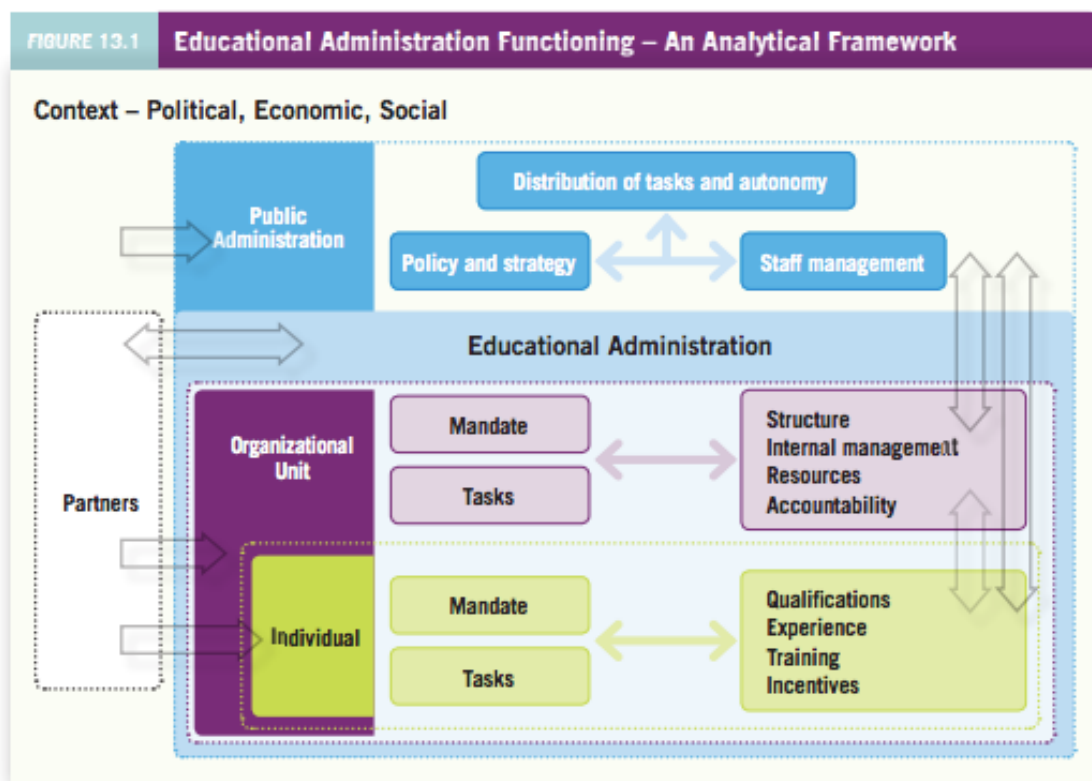 FIGURE 13.1
Educational Administration Functioning – An Analytical Framework
Context – Political, Economic, Social
Public
Administration
Distribution of tasks and autonomy
Policy and strategy
Staff management
Educational Administration
Partners
Organizational
Unit
Mandate
Tasks
Structure
Internal management
Resources
Accountability
Individual
Mandate
Tasks
Qualifications
Experience
Training
Incentives